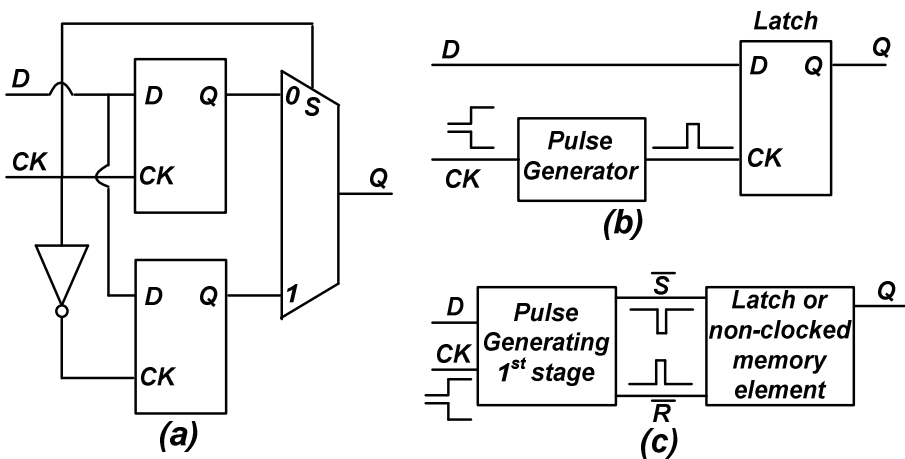 D
CK
D Q
CK
0
S
1
Q
D Q
CK
(a)
Latch
D
D Q
Q
CK
Pulse
Generator
CK
(b)
D
CK
Pulse
Generating
1st stage
S̅
R̅
Latch or
non-clocked
memory
element
Q
(c)